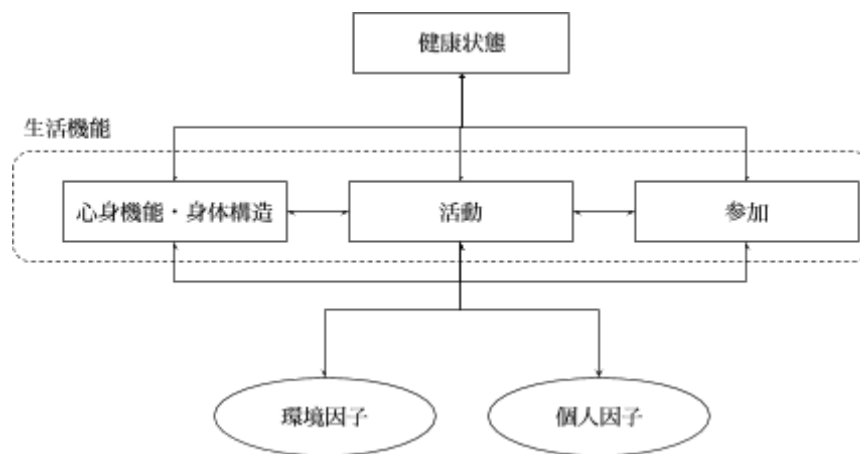 健康状態
生活機能
心身機能・身体構造
活動
参加
環境因子
個人因子